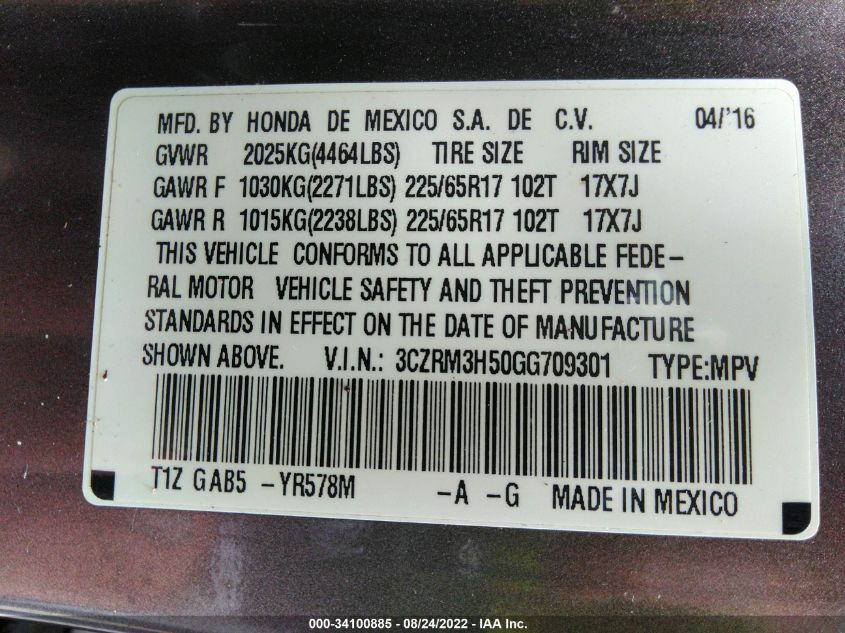 MFD. BY HONDA DE MEXICO S.A. DE C.V. 04/'16
GVWR 2025KG(4464LBS) TIRE SIZE RIM SIZE
GAWR F 1030KG(2271LBS) 225/65R17 102T 17X7J
GAWR R 1015KG(2238LBS) 225/65R17 102T 17X7J
THIS VEHICLE CONFORMS TO ALL APPLICABLE FEDE-
RAL MOTOR VEHICLE SAFETY AND THEFT PREVENTION
STANDARDS IN EFFECT ON THE DATE OF MANUFACTURE
SHOWN ABOVE. V.I.N.: 3CZRM3H50GG709301 TYPE:MPV
T1Z GAB5 -YR578M -A -G MADE IN MEXICO
000-34100885 - 08/24/2022 - IAA Inc.